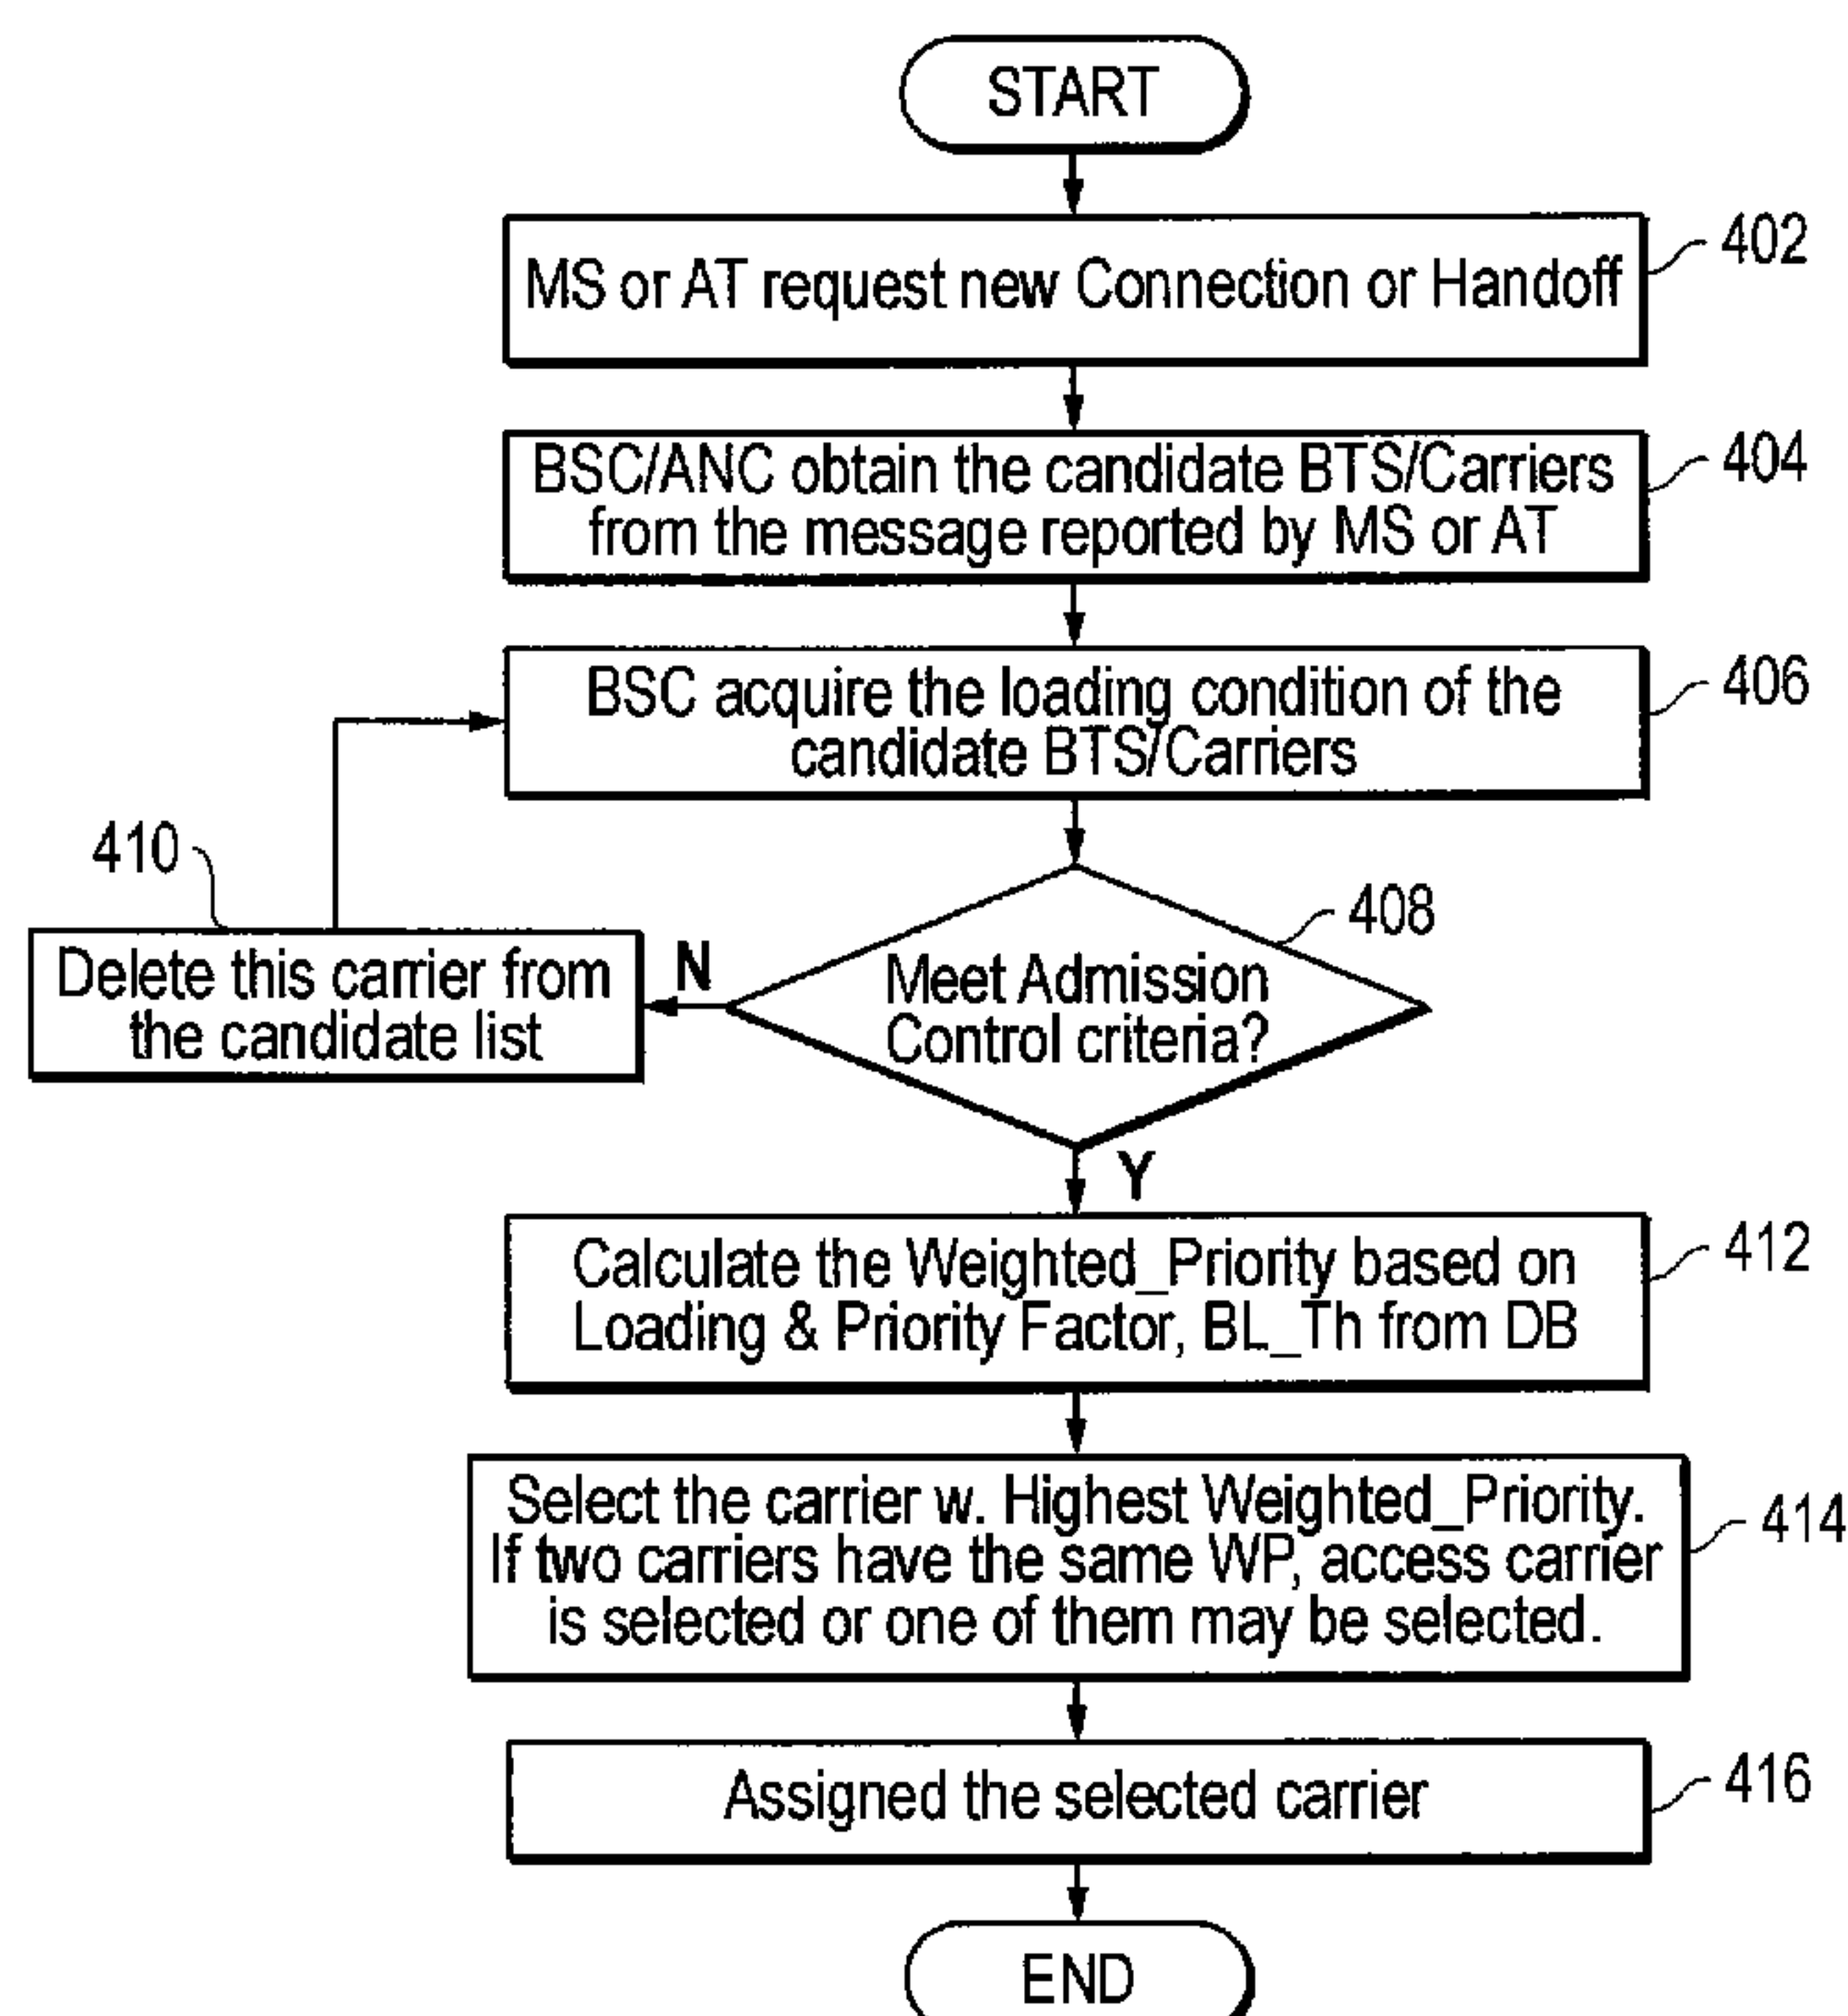 START
MS or AT request new Connection or Handoff
402
BSC/ANC obtain the candidate BTS/Carriers
from the message reported by MS or AT
404
BSC acquire the loading condition of the
candidate BTS/Carriers
406
410
Delete this carrier from
the candidate list
N
408
Meet Admission
Control criteria?
Y
Calculate the Weighted_Priority based on
Loading & Priority Factor, BL_Th from DB
412
Select the carrier w. Highest Weighted_Priority.
If two carriers have the same WP, access carrier
is selected or one of them may be selected.
414
Assigned the selected carrier
416
END